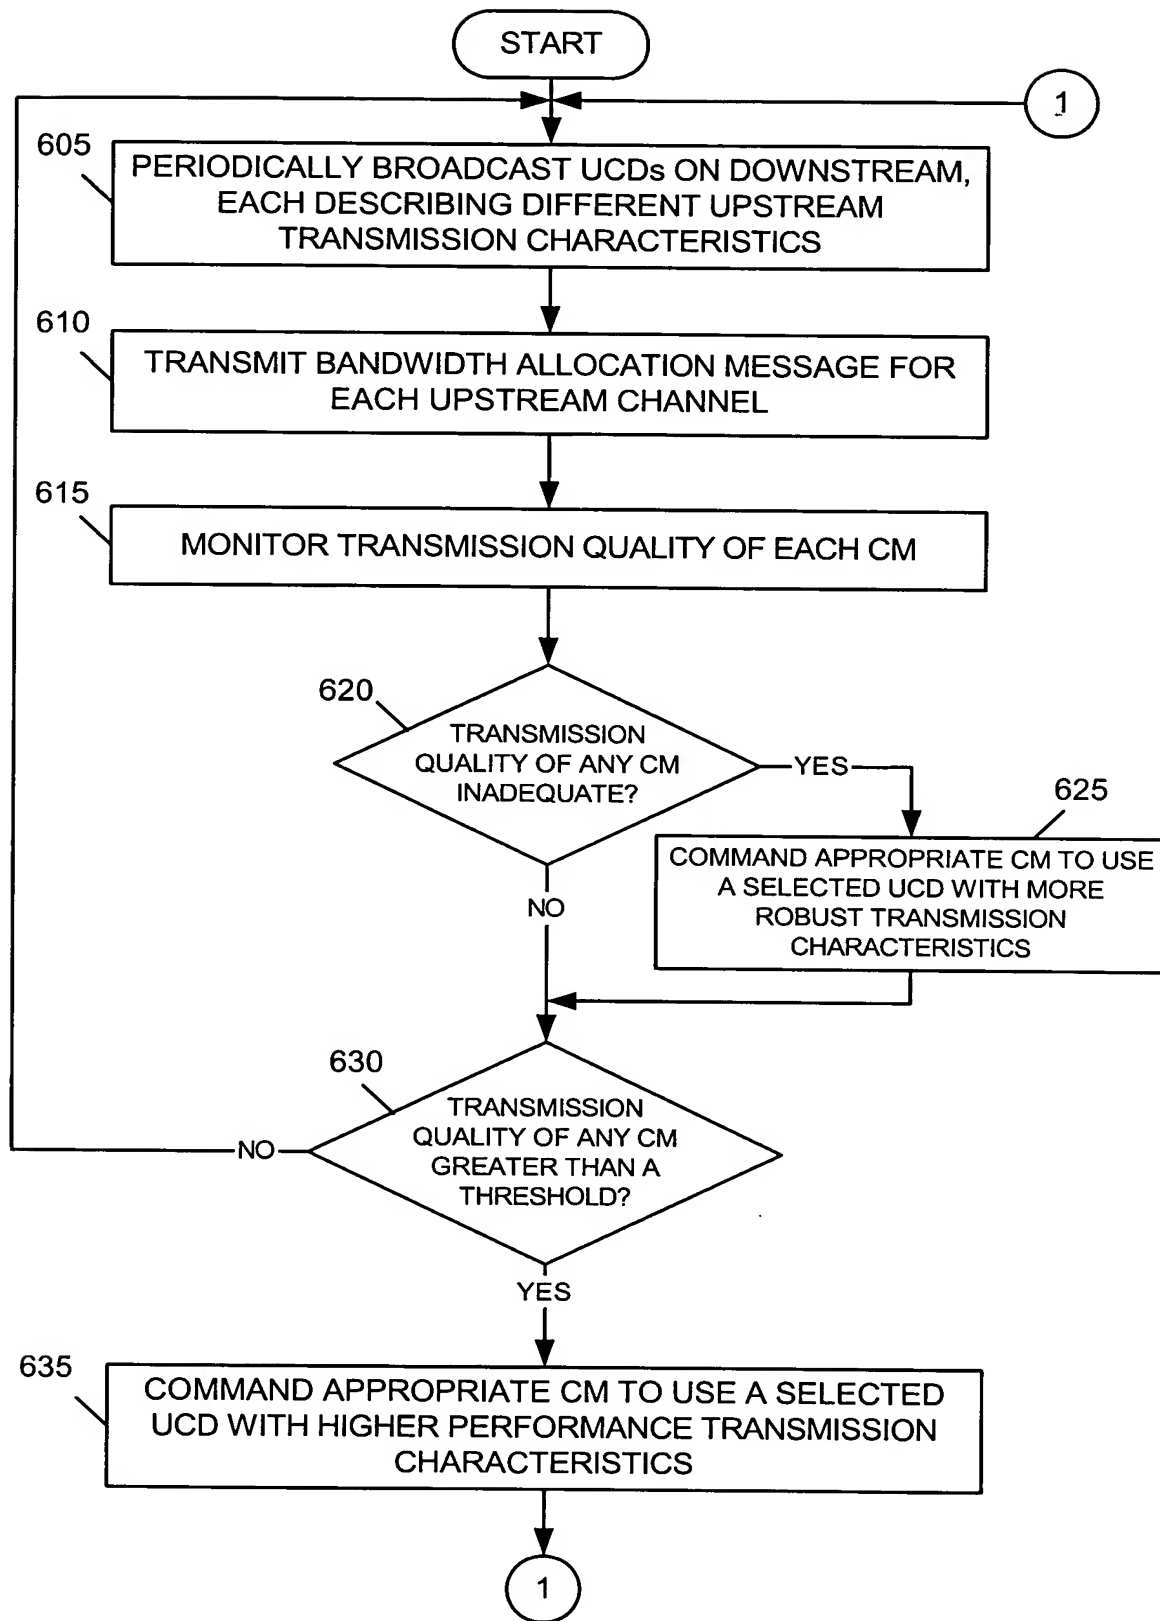 START
1
605
PERIODICALLY BROADCAST UCDs ON DOWNSTREAM,
EACH DESCRIBING DIFFERENT UPSTREAM
TRANSMISSION CHARACTERISTICS
610
TRANSMIT BANDWIDTH ALLOCATION MESSAGE FOR
EACH UPSTREAM CHANNEL
615
MONITOR TRANSMISSION QUALITY OF EACH CM
620
TRANSMISSION
QUALITY OF ANY CM
INADEQUATE?
YES
625
COMMAND APPROPRIATE CM TO USE
A SELECTED UCD WITH MORE
ROBUST TRANSMISSION
CHARACTERISTICS
NO
630
TRANSMISSION
QUALITY OF ANY CM
GREATER THAN A
THRESHOLD?
NO
YES
635
COMMAND APPROPRIATE CM TO USE A SELECTED
UCD WITH HIGHER PERFORMANCE TRANSMISSION
CHARACTERISTICS
1